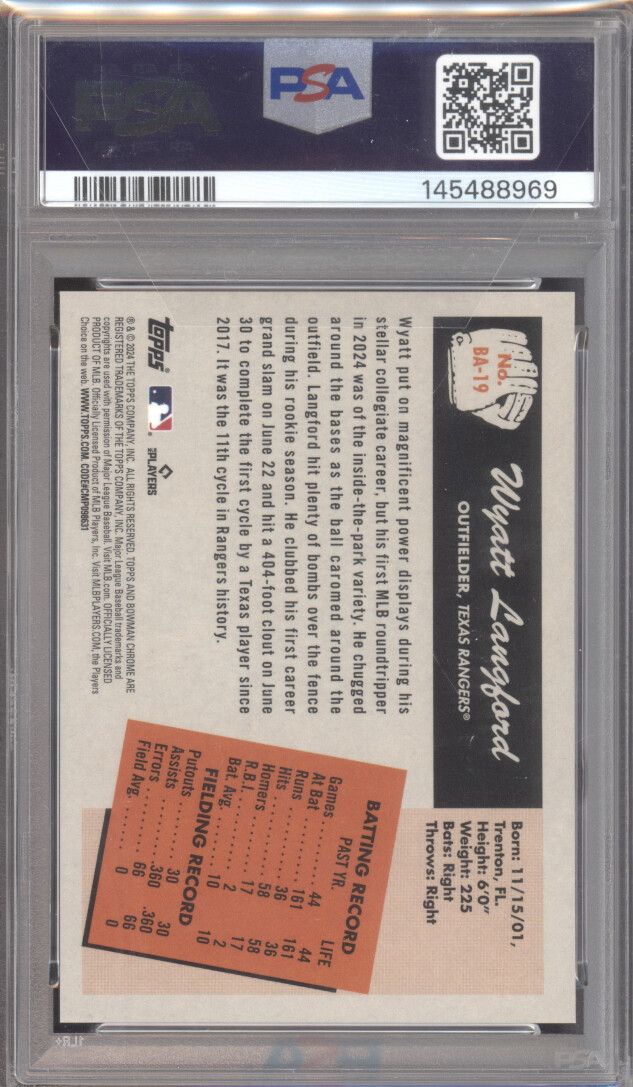 PSA
145488969
No.
BA-19
Wyatt Langford
OUTFIELDER, TEXAS RANGERS®
Born: 11/15/01,
Trenton, FL.
Height: 6'0"
Weight: 225
Bats: Right
Throws: Right
Wyatt put on magnificent power displays during his
stellar collegiate career, but his first MLB roundtripper
in 2024 was of the inside-the-park variety. He chugged
around the bases as the ball caromed around the
outfield. Langford hit plenty of bombs over the fence
during his rookie season. He clubbed his first career
grand slam on June 22 and hit a 404-foot clout on June
30 to complete the first cycle by a Texas player since
2017. It was the 11th cycle in Rangers history.
BATTING RECORD
PAST YR. LIFE
Games 44 44
At Bat 161 161
Runs 36 36
Hits 58 58
Homers 17 17
R.B.I. 2 2
Bat. Avg. 10 10
FIELDING RECORD
Putouts 30 30
Assists .360 .360
Errors 66 66
Field Avg. 0 0
topps®
PLAYERS
® & © 2024 THE TOPPS COMPANY, INC. ALL RIGHTS RESERVED. TOPPS AND BOWMAN CHROME ARE
REGISTERED TRADEMARKS OF THE TOPPS COMPANY, INC. Major League Baseball trademarks and
copyrights are used with permission of Major League Baseball. Visit MLB.com. OFFICIALLY LICENSED
PRODUCT OF MLB. Officially Licensed Product of MLB Players, Inc. Visit MLBPLAYERS.COM, the Players
Choice on the web. WWW.TOPPS.COM. CODE#CMP098631